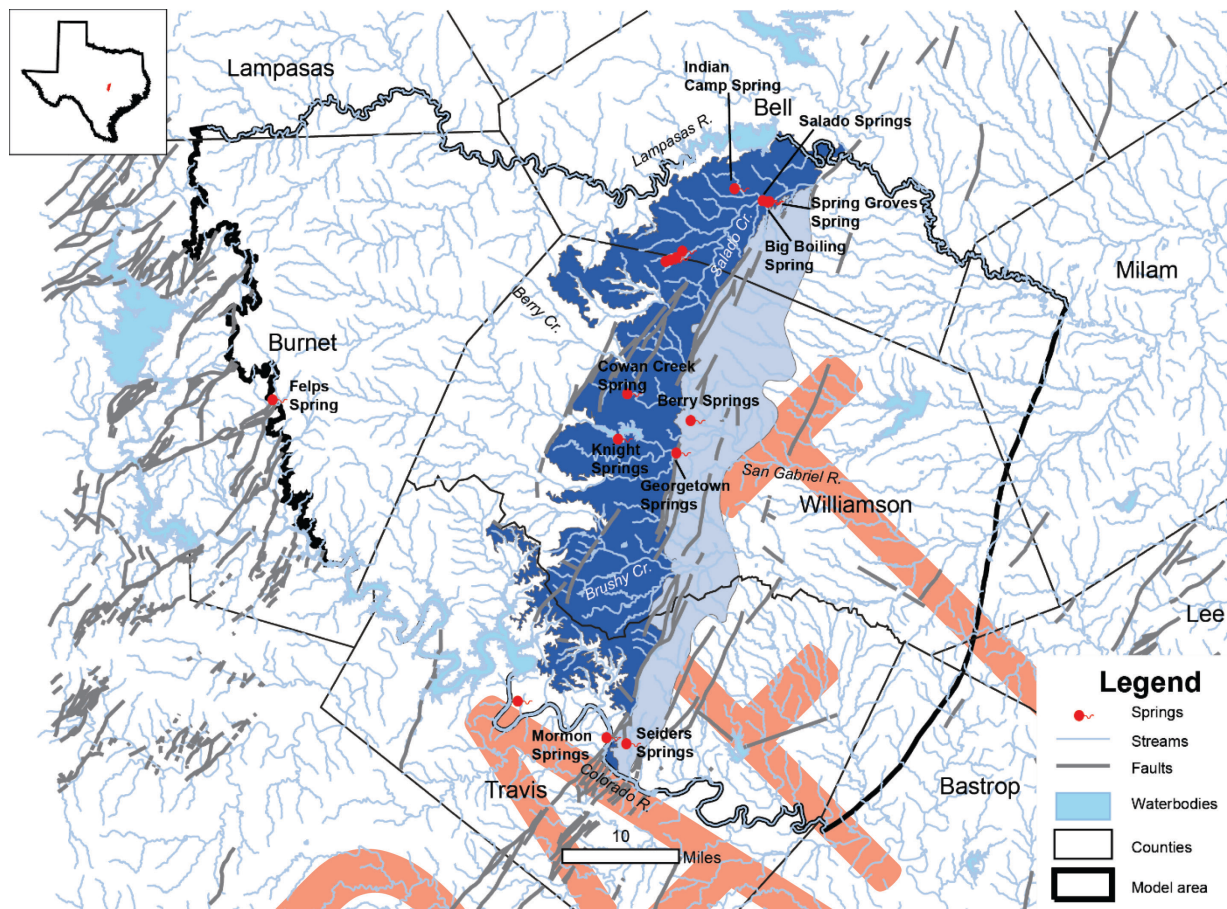 Lampasas
Indian
Camp Spring
Bell
Salado Springs
Lampasas R.
Spring Groves
Spring
Salado Cr.
Big Boiling
Spring
Milam
Berry Cr.
Burnet
Felps
Spring
Cowan Creek
Spring
Berry Springs
Knight
Springs
San Gabriel R.
Georgetown
Springs
Williamson
Brushy Cr.
Lee
Mormon
Springs
Seiders
Springs
Colorado R.
Travis
Bastrop
10
Miles
Legend
Springs
Streams
Faults
Waterbodies
Counties
Model area